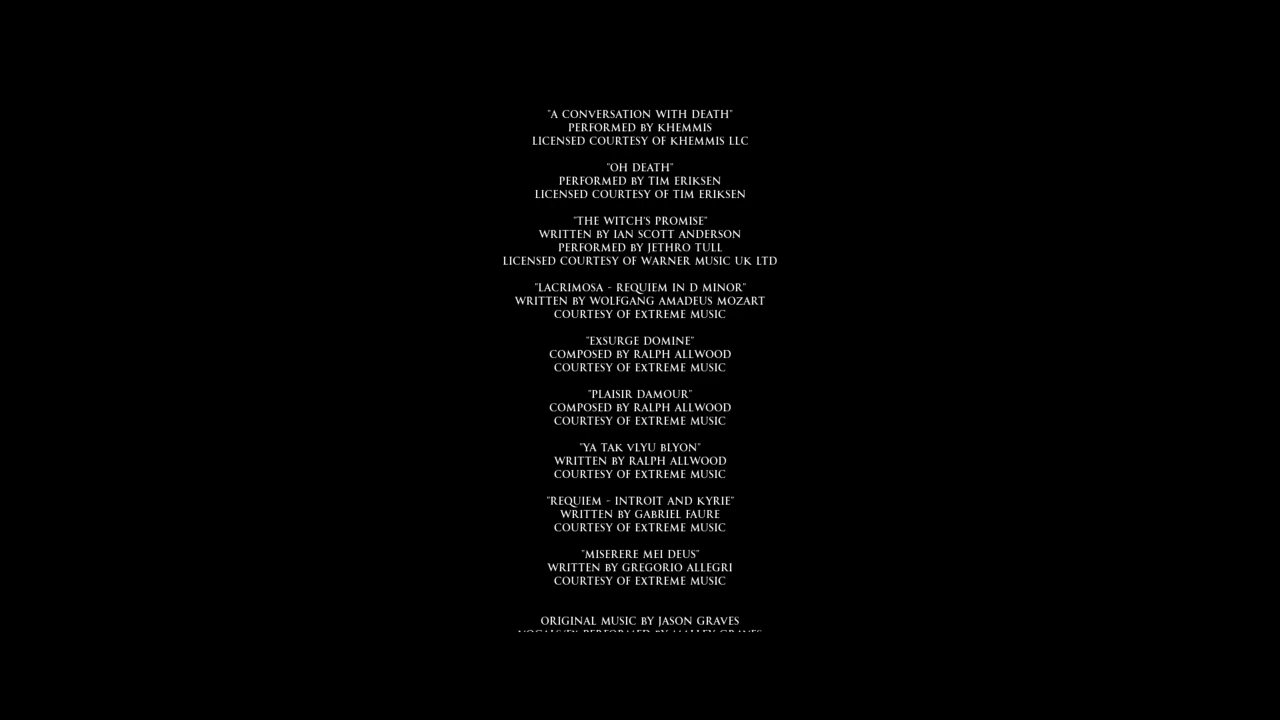 "A CONVERSATION WITH DEATH"
PERFORMED BY KHEMMIS
LICENSED COURTESY OF KHEMMIS LLC
"OH DEATH"
PERFORMED BY TIM ERIKSEN
LICENSED COURTESY OF TIM ERIKSEN
"THE WITCH'S PROMISE"
WRITTEN BY IAN SCOTT ANDERSON
PERFORMED BY JETHRO TULL
LICENSED COURTESY OF WARNER MUSIC UK LTD
"LACRIMOSA - REQUIEM IN D MINOR"
WRITTEN BY WOLFGANG AMADEUS MOZART
COURTESY OF EXTREME MUSIC
"EXSURGE DOMINE"
COMPOSED BY RALPH ALLWOOD
COURTESY OF EXTREME MUSIC
"PLAISIR DAMOUR"
COMPOSED BY RALPH ALLWOOD
COURTESY OF EXTREME MUSIC
"YA TAK VLYU BLYON"
WRITTEN BY RALPH ALLWOOD
COURTESY OF EXTREME MUSIC
"REQUIEM - INTROIT AND KYRIE"
WRITTEN BY GABRIEL FAURE
COURTESY OF EXTREME MUSIC
"MISERERE MEI DEUS"
WRITTEN BY GREGORIO ALLEGRI
COURTESY OF EXTREME MUSIC
ORIGINAL MUSIC BY JASON GRAVES
PERFORMED BY